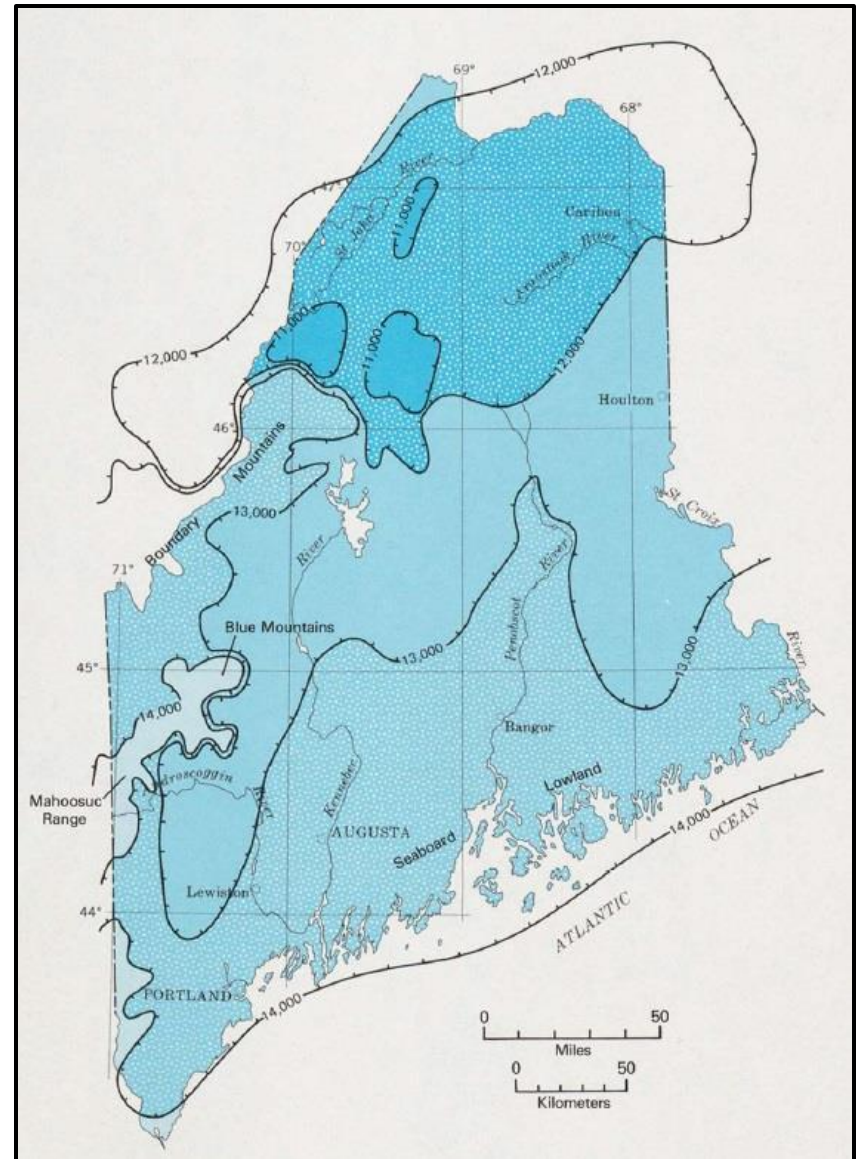 12,000
69°
68°
River
47°
St John
11,000
Caribou
70°
Aroostook River
11,000
11,000
12,000
12,000
Houlton
46°
Mountains
St Croix
13,000
Boundary
River
71°
River
Blue Mountains
Penobscot
River
45°
13,000
13,000
14,000
Bangor
Androscoggin
Lowland
Mahoosuc
Range
River
Kennebec
14,000
OCEAN
AUGUSTA
Seaboard
Lewiston
44°
ATLANTIC
PORTLAND
14,000
0 50
Miles
0 50
Kilometers